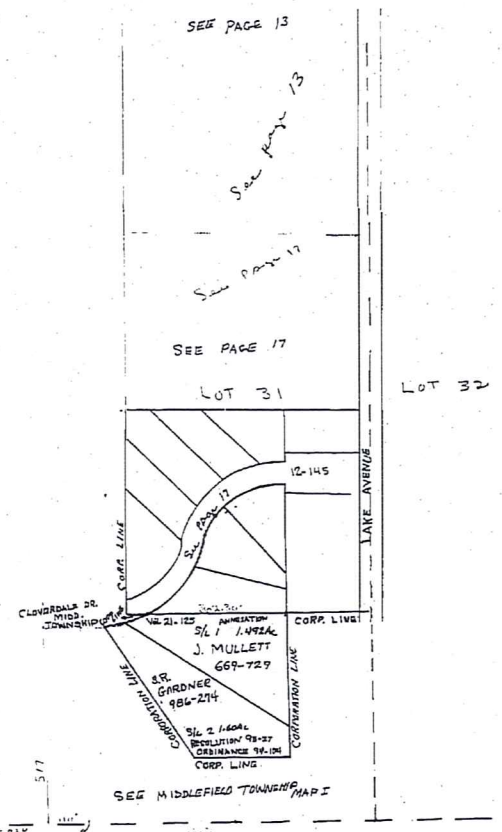 SEE PAGE 13
See page 13
See page 17
SEE PAGE 17
LOT 31
LOT 32
12-145
LAKE AVENUE
See page 17
CORP. LINE
CLOVERDALE DR.
MIDD.
TOWNSHIP
VOL 21-125
ANNEXATION
CORP. LINE
S/L 1 1.492AC
J. MULLETT
669-729
S.R.
GARDNER
986-274
CORPORATION LINE
CORPORATION LINE
S/L 2 1.60AC
RESOLUTION 93-27
ORDINANCE 94-104
CORP. LINE
SEE MIDDLEFIELD TOWNSHIP MAP I
517